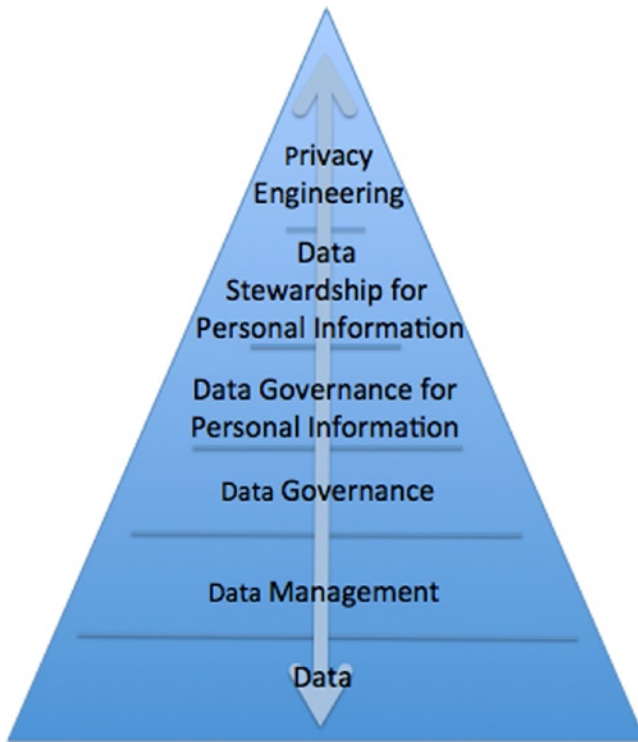 Privacy
Engineering
Data
Stewardship for
Personal Information
Data Governance for
Personal Information
Data Governance
Data Management
Data